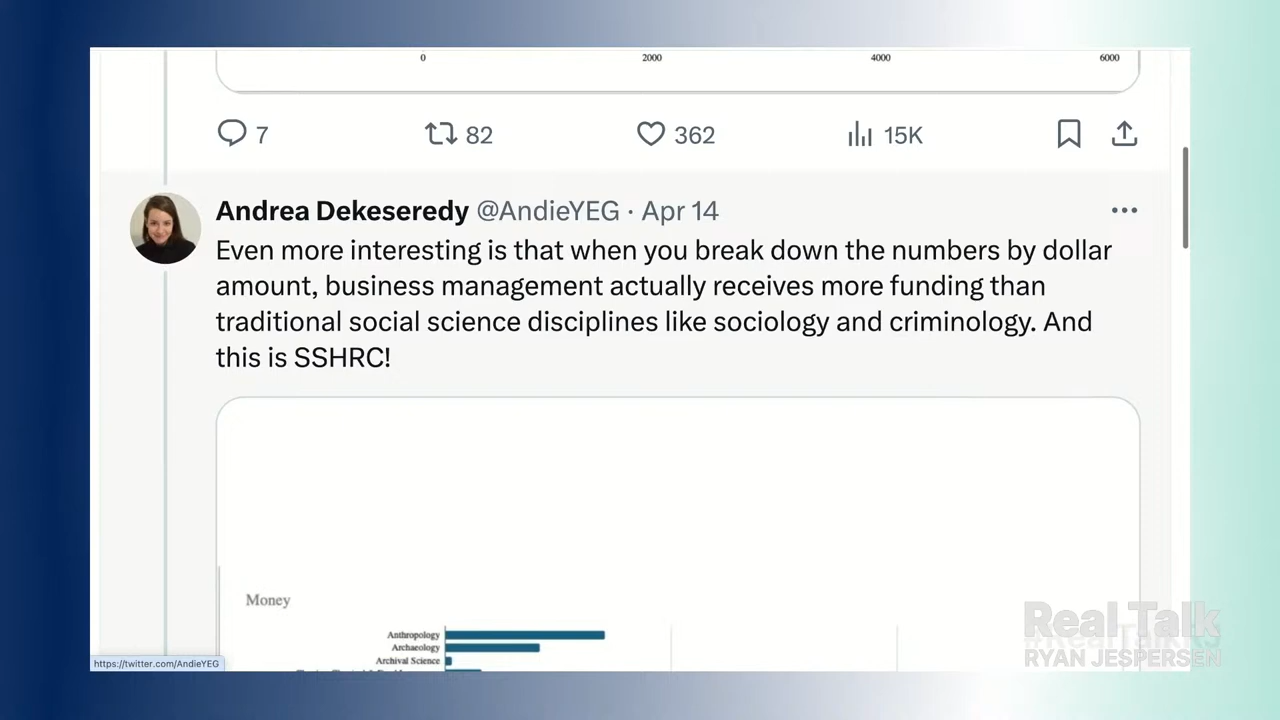 0 2000 4000 6000
7 82 362 15K
Andrea Dekeseredy @AndieYEG · Apr 14
Even more interesting is that when you break down the numbers by dollar
amount, business management actually receives more funding than
traditional social science disciplines like sociology and criminology. And
this is SSHRC!
Money
Anthropology
Archaeology
Archival Science
Real Talk
RYAN JESPERSEN
https://twitter.com/AndieYEG